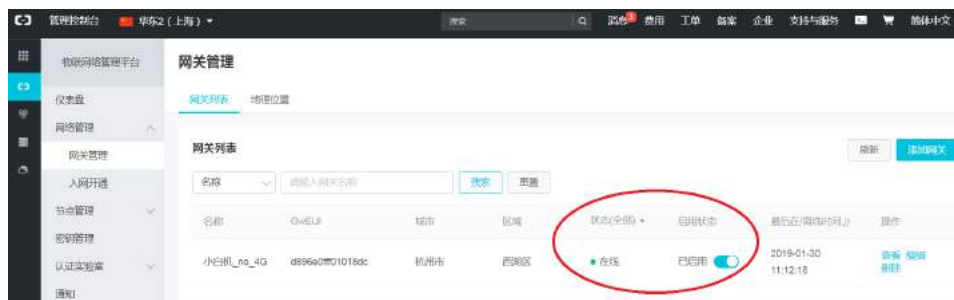 管理控制台 华东2（上海） 搜索 消息 费用 工单 备案 企业 支持与服务 简体中文
物联网络管理平台
仪表盘
网络管理
网关管理
入网开通
节点管理
密钥管理
认证实验室
通知
网关管理
网关列表 地理位置
网关列表 刷新 添加网关
名称 请输入网关名称 搜索 重置
名称 GwEUI 城市 区域 状态(全部) 启用状态 最后在/离线时间 操作
小白机_no_4G 杭州市 西湖区 在线 已启用 2019-01-30 查看 编辑
11:12:18 删除